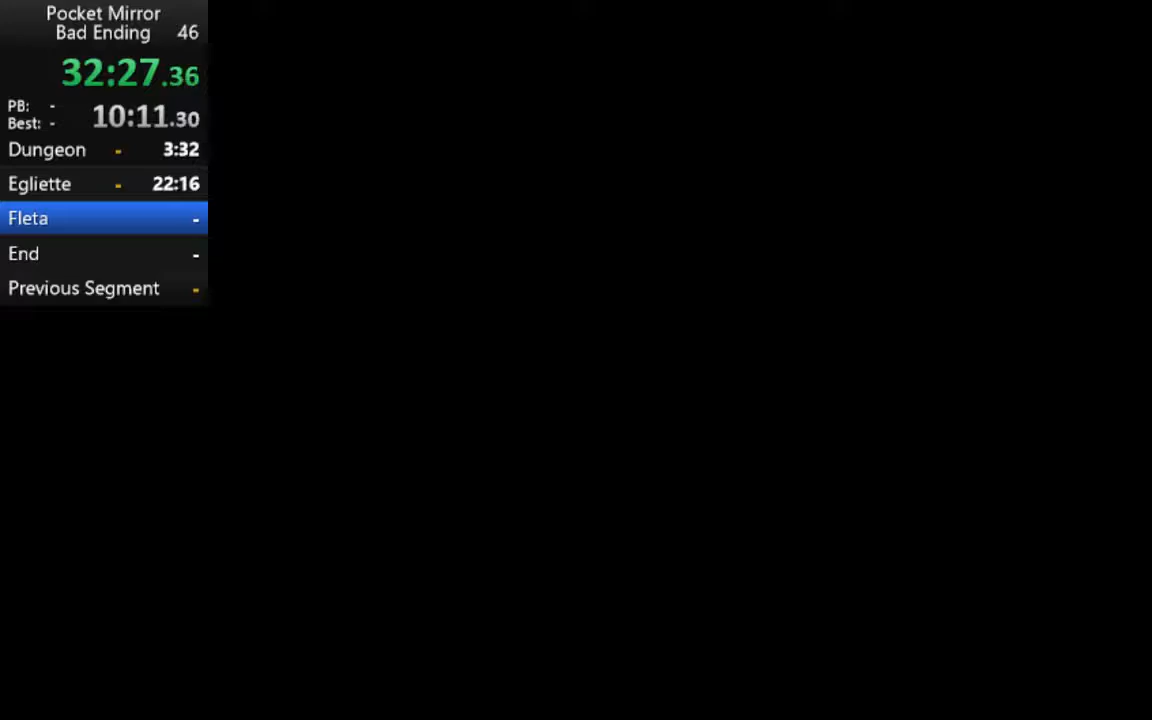 Pocket Mirror
Bad Ending 46
32:27.36
PB: - 
Best: - 10:11.30
Dungeon - 3:32
Egliette - 22:16
Fleta -
End -
Previous Segment -